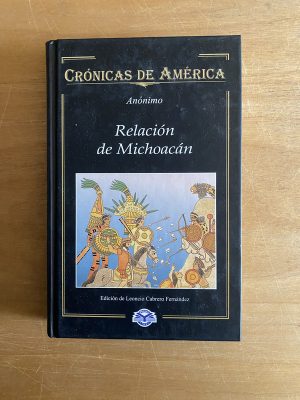 CRÓNICAS DE AMÉRICA
Anónimo
Relación
de Michoacán
Edición de Leoncio Cabrero Fernández